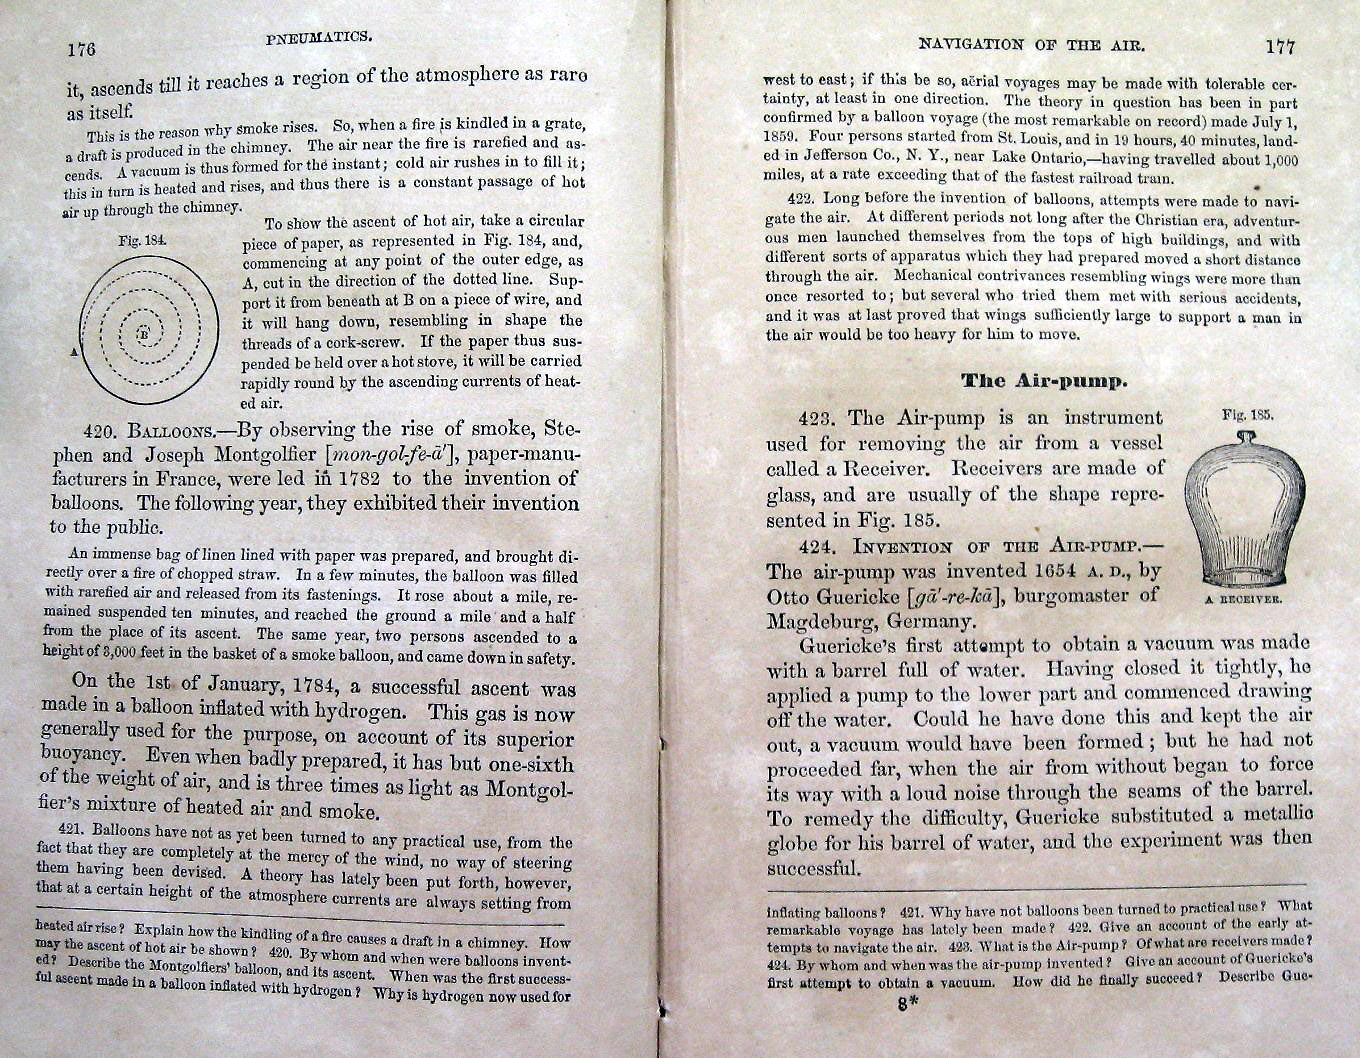 176
PNEUMATICS.
it, ascends till it reaches a region of the atmosphere as rare
as itself.
This is the reason why smoke rises. So, when a fire is kindled in a grate,
a draft is produced in the chimney. The air near the fire is rarefied and as-
cends. A vacuum is thus formed for the instant; cold air rushes in to fill it;
this in turn is heated and rises, and thus there is a constant passage of hot
air up through the chimney.
Fig. 184.
A
B
To show the ascent of hot air, take a circular
piece of paper, as represented in Fig. 184, and,
commencing at any point of the outer edge, as
A, cut in the direction of the dotted line. Sup-
port it from beneath at B on a piece of wire, and
it will hang down, resembling in shape the
threads of a cork-screw. If the paper thus sus-
pended be held over a hot stove, it will be carried
rapidly round by the ascending currents of heat-
ed air.
420. BALLOONS.—By observing the rise of smoke, Ste-
phen and Joseph Montgolfier [mon-gol-fe-ā'], paper-manu-
facturers in France, were led in 1782 to the invention of
balloons. The following year, they exhibited their invention
to the public.
An immense bag of linen lined with paper was prepared, and brought di-
rectly over a fire of chopped straw. In a few minutes, the balloon was filled
with rarefied air and released from its fastenings. It rose about a mile, re-
mained suspended ten minutes, and reached the ground a mile and a half
from the place of its ascent. The same year, two persons ascended to a
height of 3,000 feet in the basket of a smoke balloon, and came down in safety.
On the 1st of January, 1784, a successful ascent was
made in a balloon inflated with hydrogen. This gas is now
generally used for the purpose, on account of its superior
buoyancy. Even when badly prepared, it has but one-sixth
of the weight of air, and is three times as light as Montgol-
fier's mixture of heated air and smoke.
421. Balloons have not as yet been turned to any practical use, from the
fact that they are completely at the mercy of the wind, no way of steering
them having been devised. A theory has lately been put forth, however,
that at a certain height of the atmosphere currents are always setting from
heated air rise? Explain how the kindling of a fire causes a draft in a chimney. How
may the ascent of hot air be shown? 420. By whom and when were balloons invent-
ed? Describe the Montgolfiers' balloon, and its ascent. When was the first success-
ful ascent made in a balloon inflated with hydrogen? Why is hydrogen now used for
NAVIGATION OF THE AIR.
177
west to east; if this be so, aërial voyages may be made with tolerable cer-
tainty, at least in one direction. The theory in question has been in part
confirmed by a balloon voyage (the most remarkable on record) made July 1,
1859. Four persons started from St. Louis, and in 19 hours, 40 minutes, land-
ed in Jefferson Co., N. Y., near Lake Ontario,—having travelled about 1,000
miles, at a rate exceeding that of the fastest railroad train.
422. Long before the invention of balloons, attempts were made to navi-
gate the air. At different periods not long after the Christian era, adventur-
ous men launched themselves from the tops of high buildings, and with
different sorts of apparatus which they had prepared moved a short distance
through the air. Mechanical contrivances resembling wings were more than
once resorted to; but several who tried them met with serious accidents,
and it was at last proved that wings sufficiently large to support a man in
the air would be too heavy for him to move.
The Air-pump.
423. The Air-pump is an instrument
used for removing the air from a vessel
called a Receiver. Receivers are made of
glass, and are usually of the shape repre-
sented in Fig. 185.
Fig. 185.
A RECEIVER.
424. INVENTION OF THE AIR-PUMP.—
The air-pump was invented 1654 A. D., by
Otto Guericke [gā'-re-kā], burgomaster of
Magdeburg, Germany.
Guericke's first attempt to obtain a vacuum was made
with a barrel full of water. Having closed it tightly, he
applied a pump to the lower part and commenced drawing
off the water. Could he have done this and kept the air
out, a vacuum would have been formed; but he had not
proceeded far, when the air from without began to force
its way with a loud noise through the seams of the barrel.
To remedy the difficulty, Guericke substituted a metallic
globe for his barrel of water, and the experiment was then
successful.
inflating balloons? 421. Why have not balloons been turned to practical use? What
remarkable voyage has lately been made? 422. Give an account of the early at-
tempts to navigate the air. 423. What is the Air-pump? Of what are receivers made?
424. By whom and when was the air-pump invented? Give an account of Guericke's
first attempt to obtain a vacuum. How did he finally succeed? Describe Gue-
8*